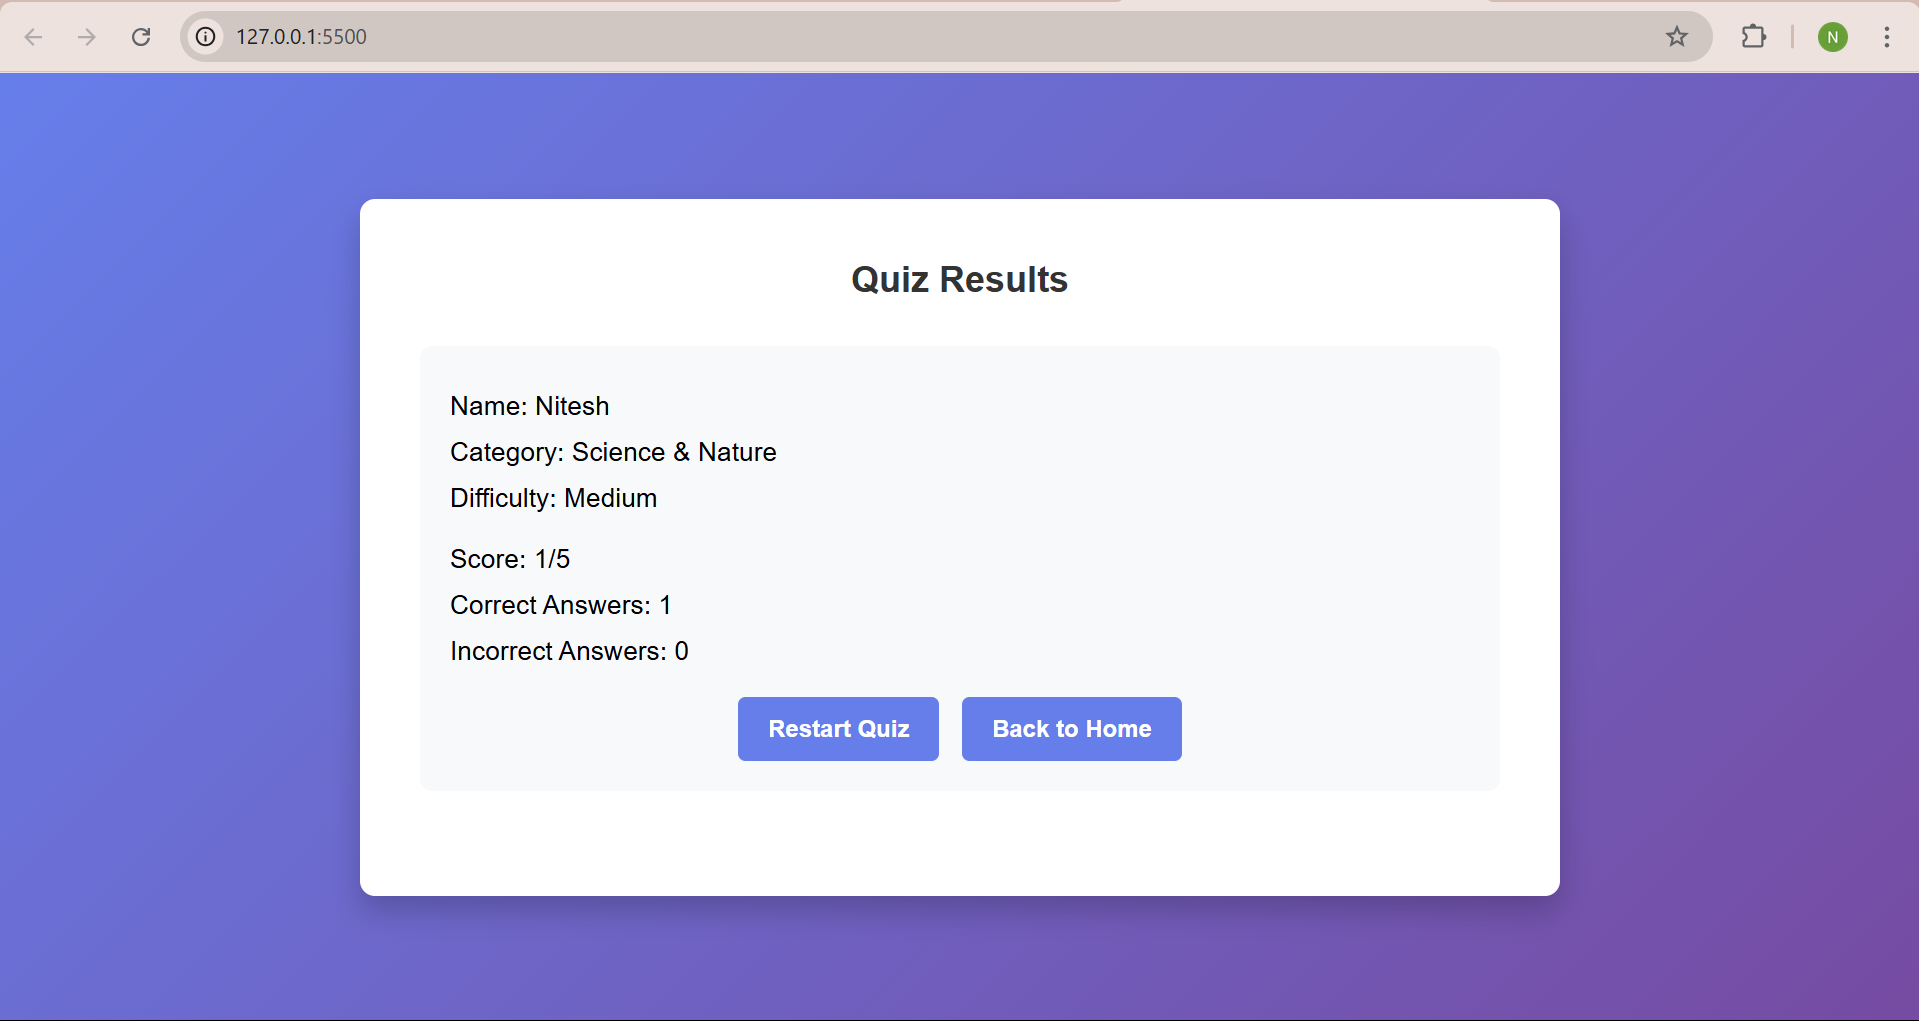 127.0.0.1:5500
N
Quiz Results
Name: Nitesh
Category: Science & Nature
Difficulty: Medium
Score: 1/5
Correct Answers: 1
Incorrect Answers: 0
Restart Quiz
Back to Home